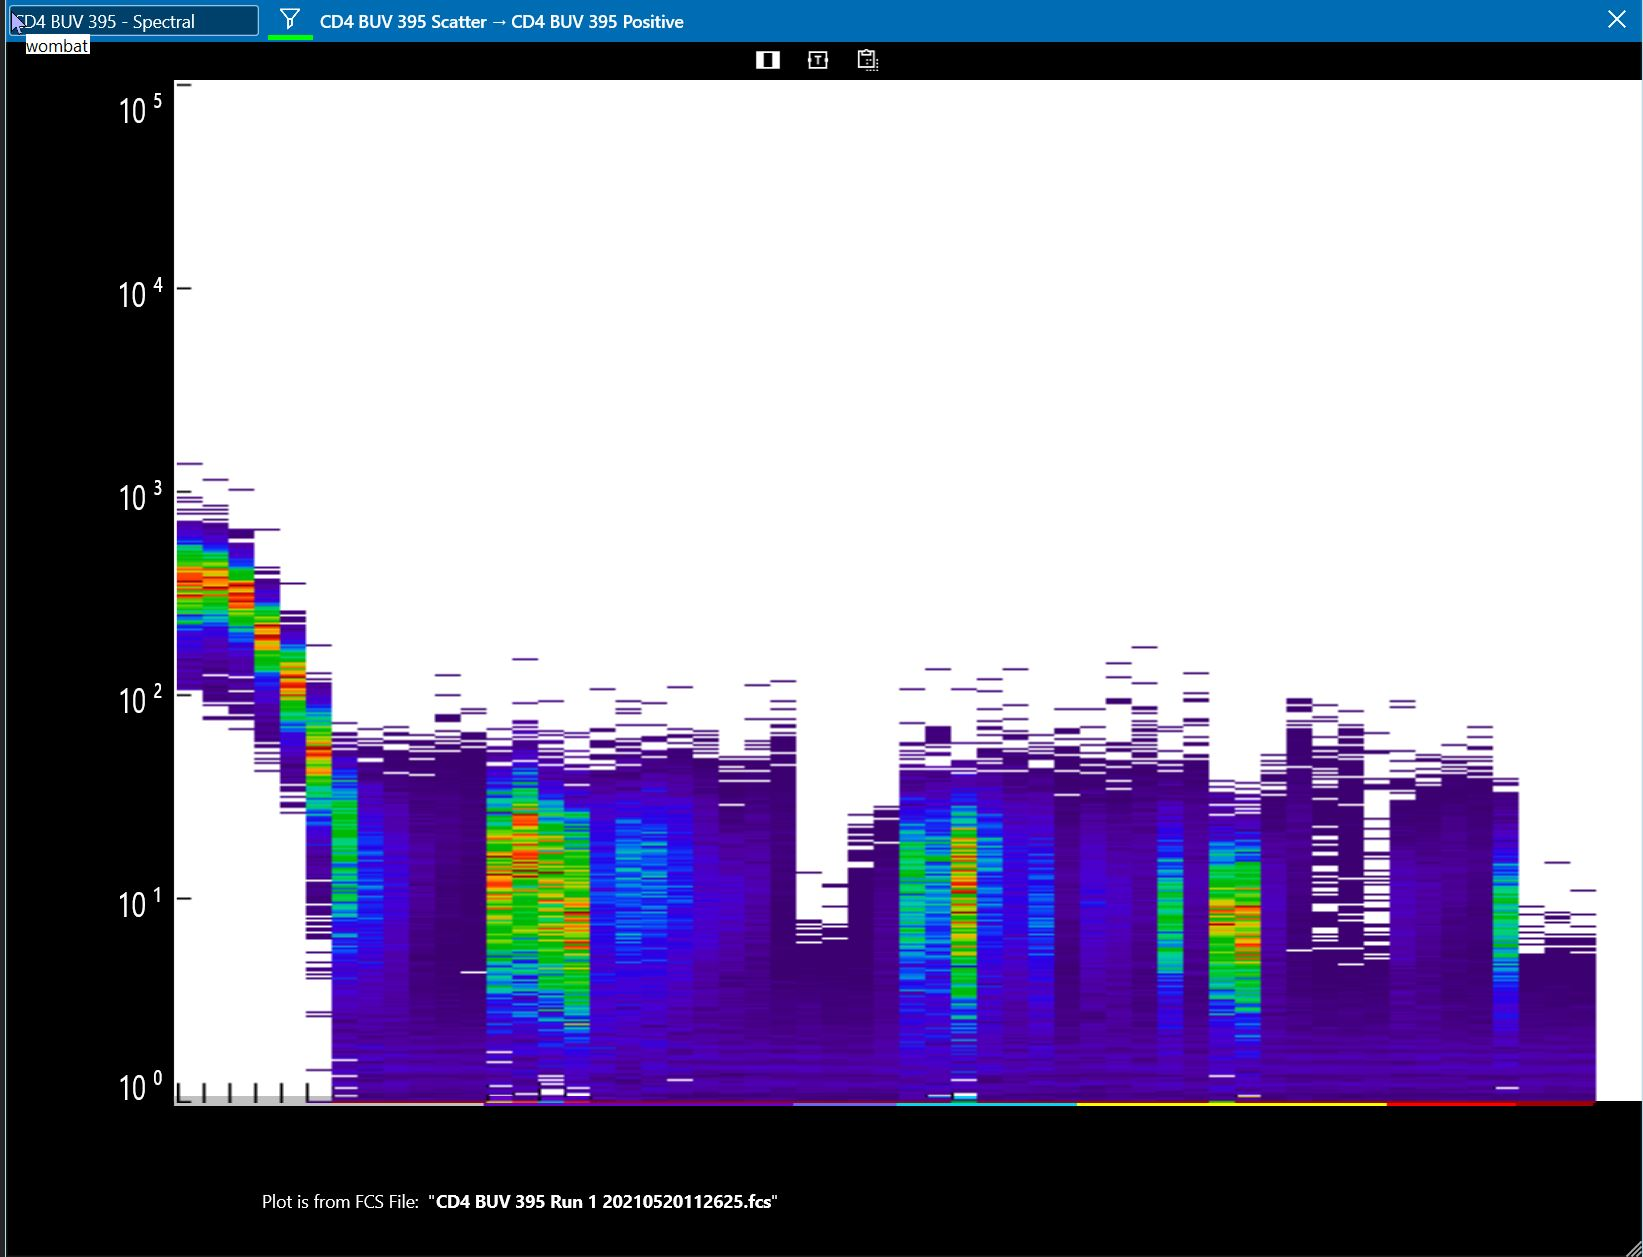 CD4 BUV 395 - Spectral
CD4 BUV 395 Scatter → CD4 BUV 395 Positive
wombat
10 5
10 4
10 3
10 2
10 1
10 0
Plot is from FCS File: "CD4 BUV 395 Run 1 20210520112625.fcs"